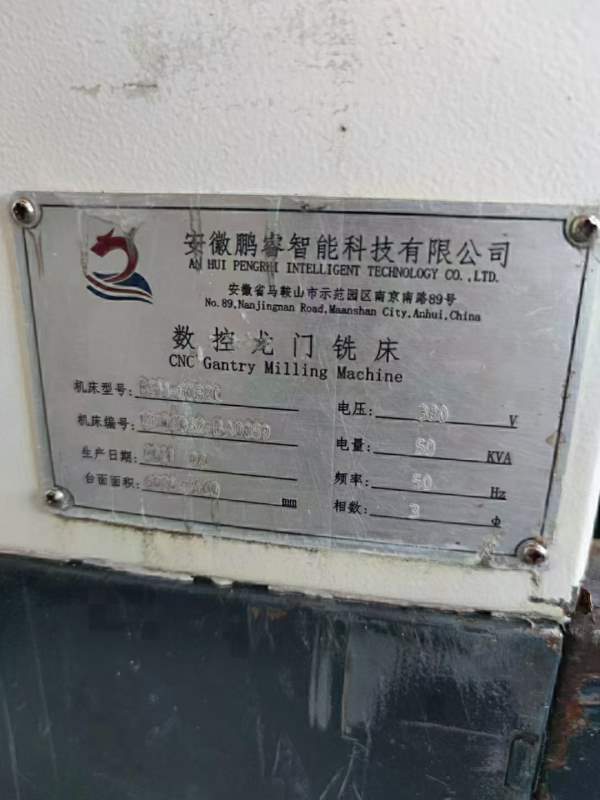 安徽鹏睿智能科技有限公司
AN HUI PENGRHI INTELLIGENT TECHNOLOGY CO.,LTD.
安徽省马鞍山市示范园区南京南路89号
No.89,Nanjingnan Road,Maanshan City,Anhui,China
数控龙门铣床
CNC Gantry Milling Machine
机床型号:
电压: 380 V
机床编号:
电量: 50 KVA
生产日期:
频率: 50 Hz
台面面积: mm
相数: 3 Φ